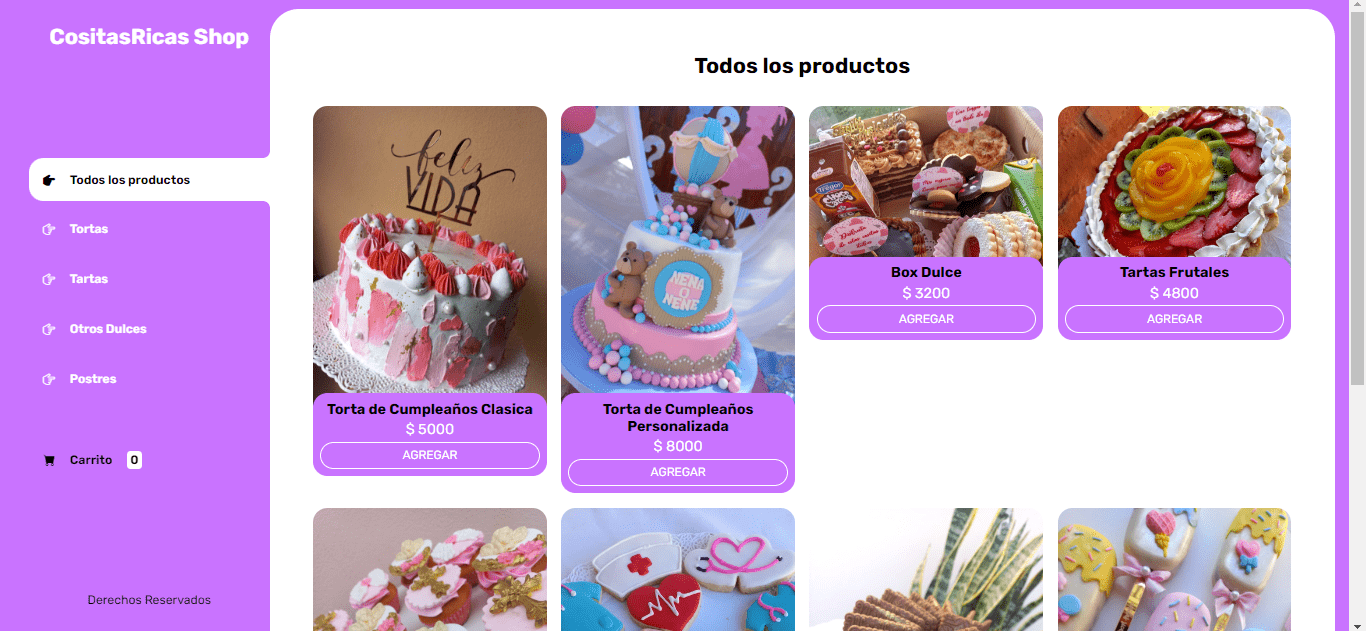 CositasRicas Shop
Todos los productos
Tortas
Tartas
Otros Dulces
Postres
Carrito 0
Derechos Reservados
Todos los productos
feliz
VIDA
Torta de Cumpleaños Clasica
$ 5000
AGREGAR
?
?
?
NENA
O
NENE
Torta de Cumpleaños
Personalizada
$ 8000
AGREGAR
Box Dulce
$ 3200
AGREGAR
Tartas Frutales
$ 4800
AGREGAR